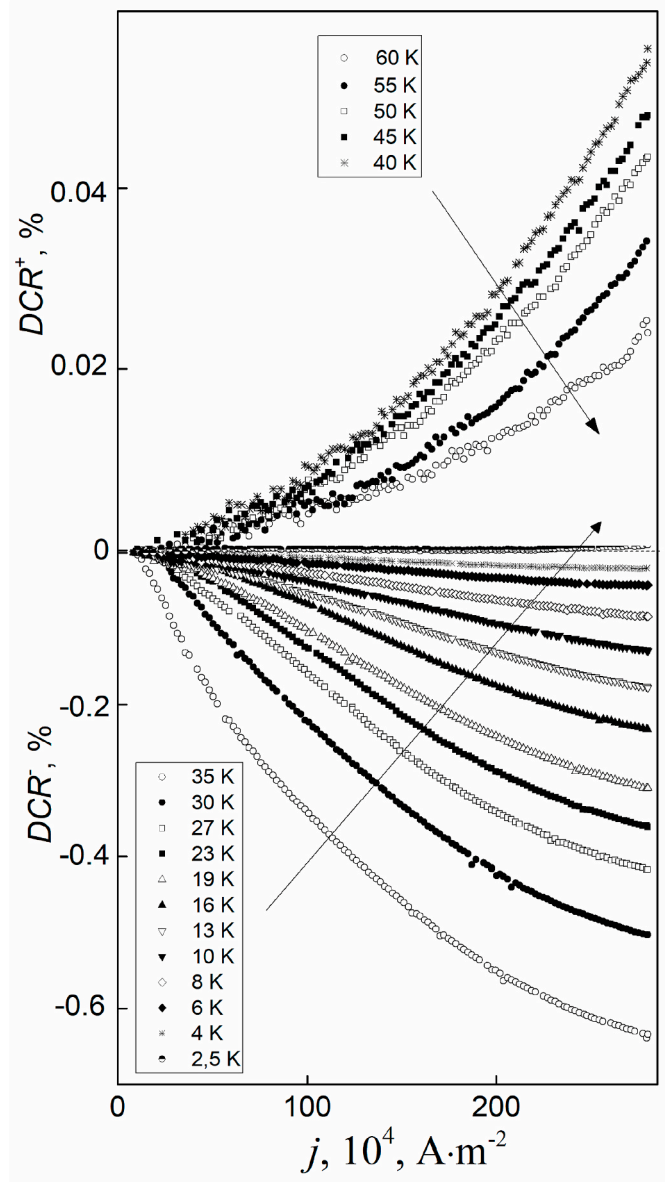 60 K
55 K
50 K
45 K
40 K
DCR⁺, %
0.04
0.02
0
-0.2
-0.4
-0.6
DCR⁻, %
35 K
30 K
27 K
23 K
19 K
16 K
13 K
10 K
8 K
6 K
4 K
2,5 K
0
100
200
j, 10⁴, A·m⁻²